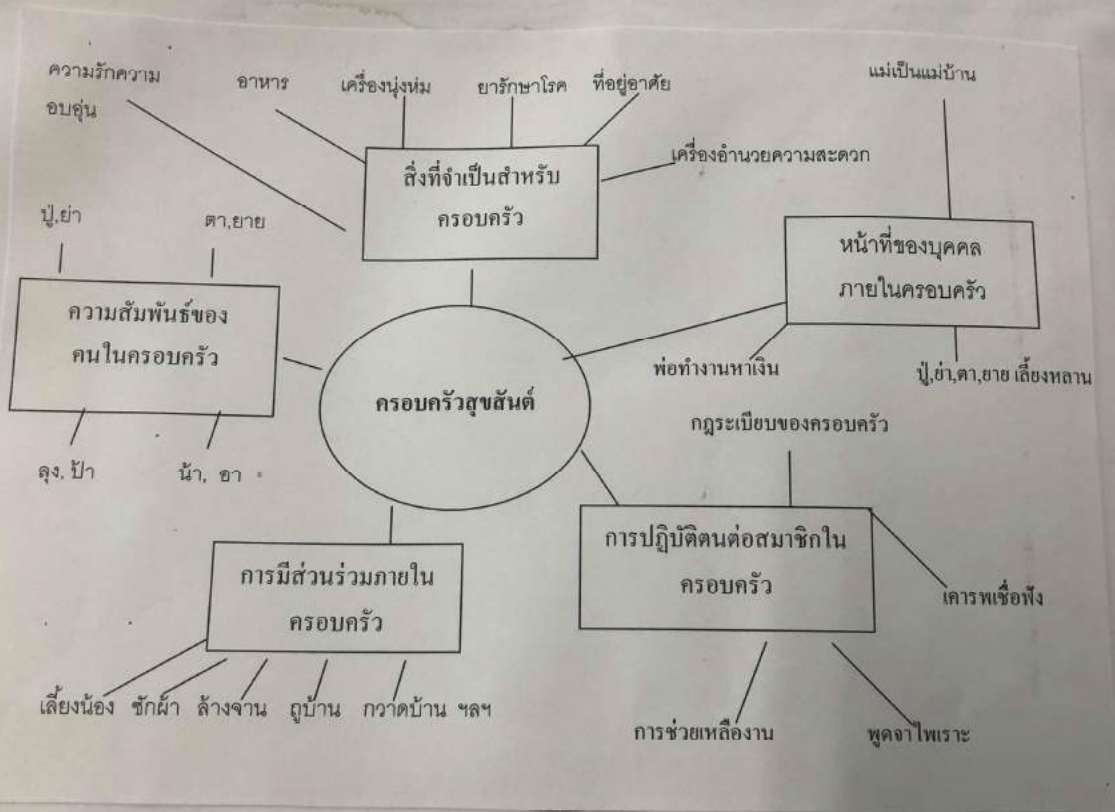 ความรักความ
อบอุ่น
อาหาร
เครื่องนุ่งห่ม
ยารักษาโรค
ที่อยู่อาศัย
เครื่องอำนวยความสะดวก
สิ่งที่จำเป็นสำหรับ
ครอบครัว
แม่เป็นแม่บ้าน
หน้าที่ของบุคคล
ภายในครอบครัว
พ่อทำงานหาเงิน
ปู่,ย่า,ตา,ยาย เลี้ยงหลาน
ปู่,ย่า
ตา,ยาย
ความสัมพันธ์ของ
คนในครอบครัว
ลุง, ป้า
น้า, อา
ครอบครัวสุขสันต์
กฎระเบียบของครอบครัว
การปฏิบัติตนต่อสมาชิกใน
ครอบครัว
เคารพเชื่อฟัง
การช่วยเหลืองาน
พูดจาไพเราะ
การมีส่วนร่วมภายใน
ครอบครัว
เลี้ยงน้อง ซักผ้า ล้างจาน ถูบ้าน กวาดบ้าน ฯลฯ